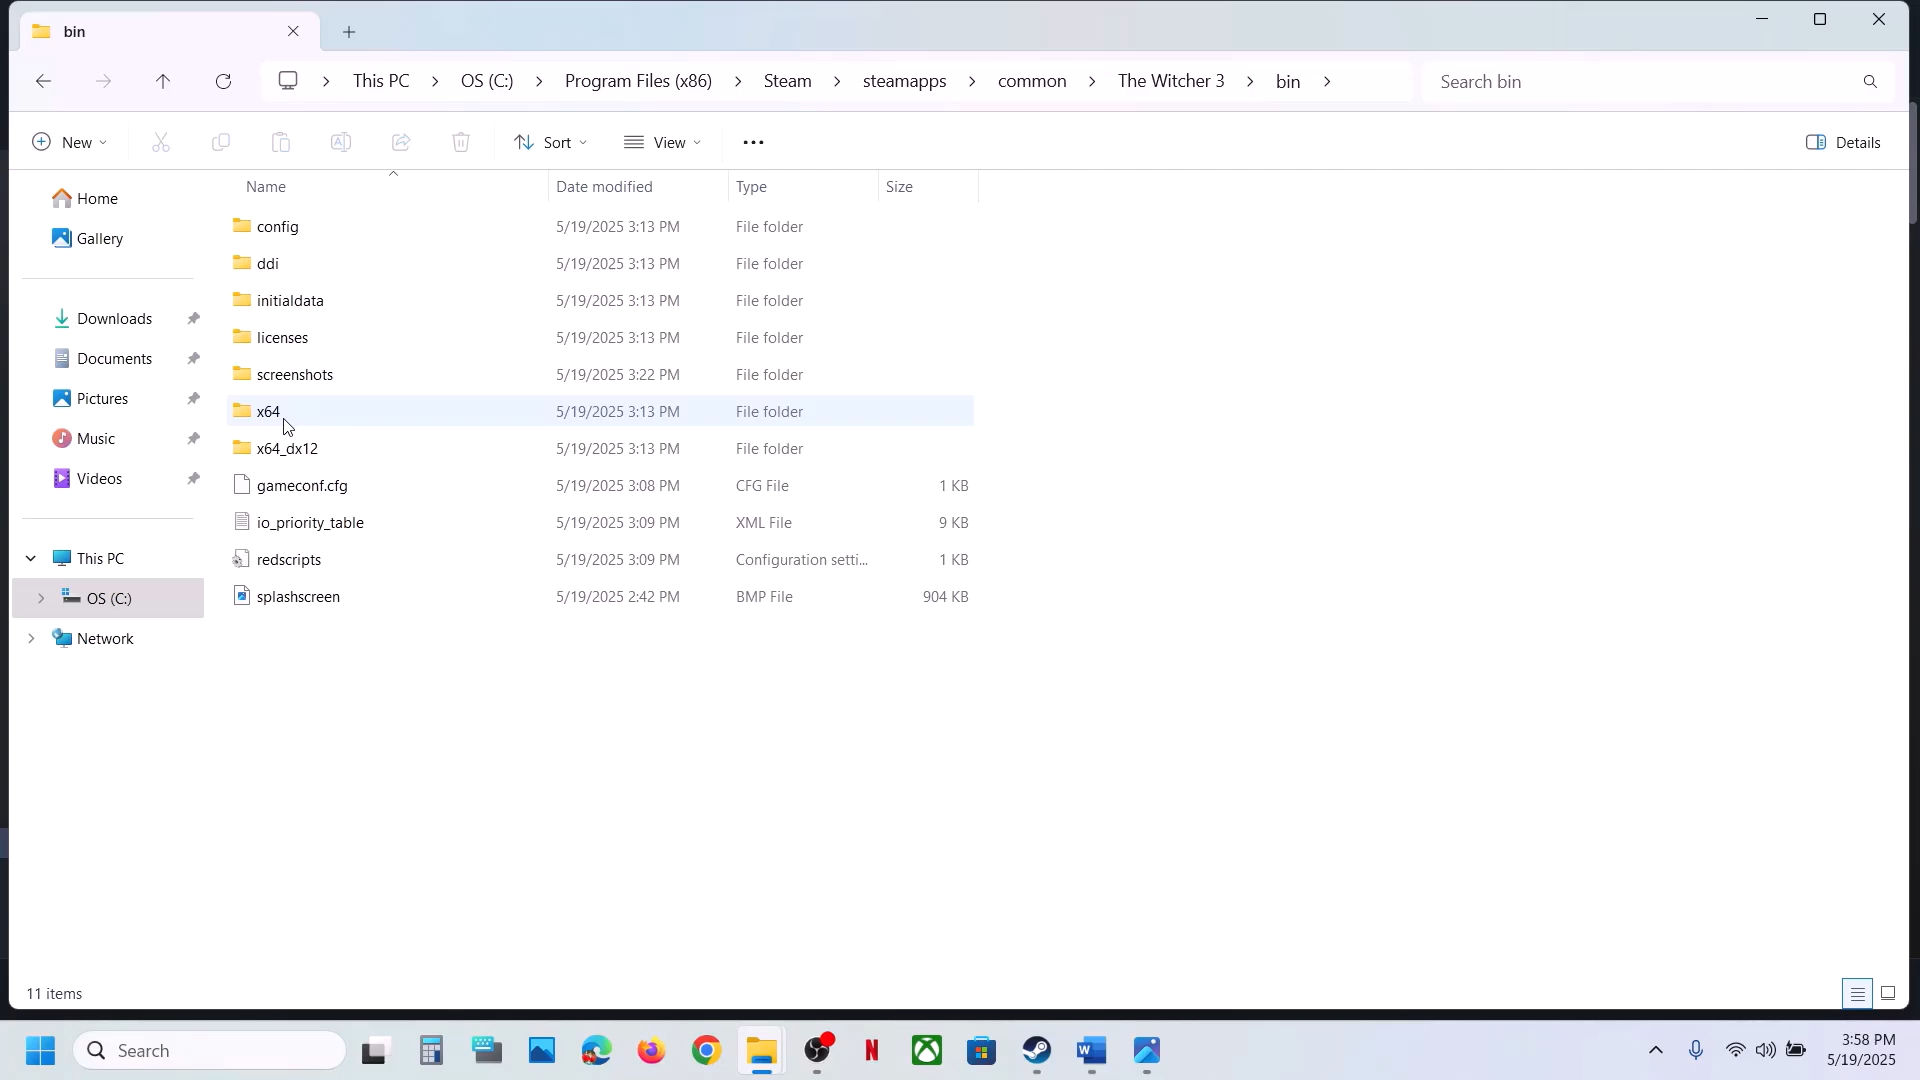 bin
This PC
OS (C:)
Program Files (x86)
Steam
steamapps
common
The Witcher 3
bin
Search bin
New
Sort
View
Details
Name
Date modified
Type
Size
config 5/19/2025 3:13 PM File folder
ddi 5/19/2025 3:13 PM File folder
initialdata 5/19/2025 3:13 PM File folder
licenses 5/19/2025 3:13 PM File folder
screenshots 5/19/2025 3:22 PM File folder
x64 5/19/2025 3:13 PM File folder
x64_dx12 5/19/2025 3:13 PM File folder
gameconf.cfg 5/19/2025 3:08 PM CFG File 1 KB
io_priority_table 5/19/2025 3:09 PM XML File 9 KB
redscripts 5/19/2025 3:09 PM Configuration setti... 1 KB
splashscreen 5/19/2025 2:42 PM BMP File 904 KB
Home
Gallery
Downloads
Documents
Pictures
Music
Videos
This PC
OS (C:)
Network
11 items
Search
3:58 PM
5/19/2025